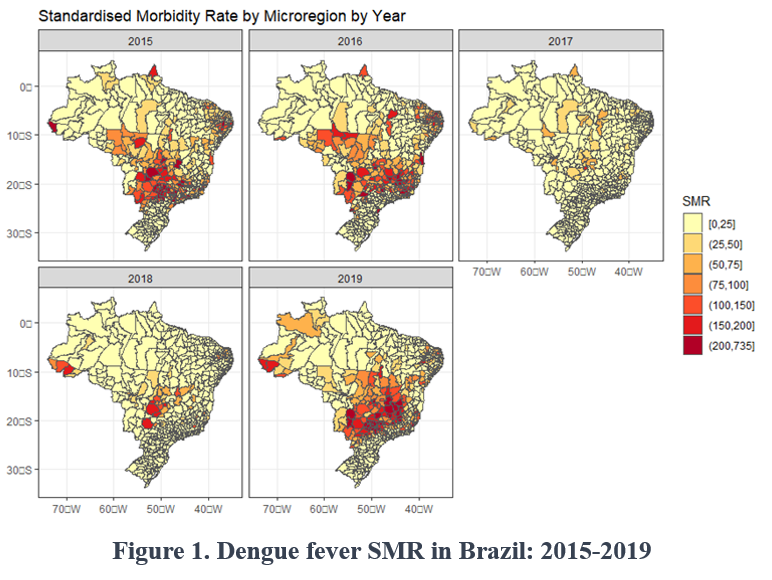 Standardised Morbidity Rate by Microregion by Year
2015
2016
2017
0□
10□S
20□S
30□S
70□W 60□W 50□W 40□W
2018
2019
0□
10□S
20□S
30□S
70□W 60□W 50□W 40□W
70□W 60□W 50□W 40□W
SMR
[0,25]
(25,50]
(50,75]
(75,100]
(100,150]
(150,200]
(200,735]
Figure 1. Dengue fever SMR in Brazil: 2015-2019